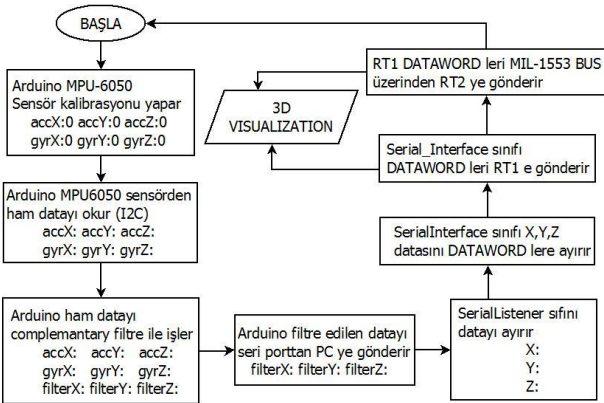 BAŞLA
Arduino MPU-6050
Sensör kalibrasyonu yapar
accX:0 accY:0 accZ:0
gyrX:0 gyrY:0 gyrZ:0
Arduino MPU6050 sensörden
ham datayı okur (I2C)
accX: accY: accZ:
gyrX: gyrY: gyrZ:
Arduino ham datayı
complemantary filtre ile işler
accX: accY: accZ:
gyrX: gyrY: gyrZ:
filterX: filterY: filterZ:
Arduino filtre edilen datayı
seri porttan PC ye gönderir
filterX: filterY: filterZ:
SerialListener sıfını
datayı ayırır
X:
Y:
Z:
SerialInterface sınıfı X,Y,Z
datasını DATAWORD lere ayırır
Serial_Interface sınıfı
DATAWORD leri RT1 e gönderir
RT1 DATAWORD leri MIL-1553 BUS
üzerinden RT2 ye gönderir
3D
VISUALIZATION